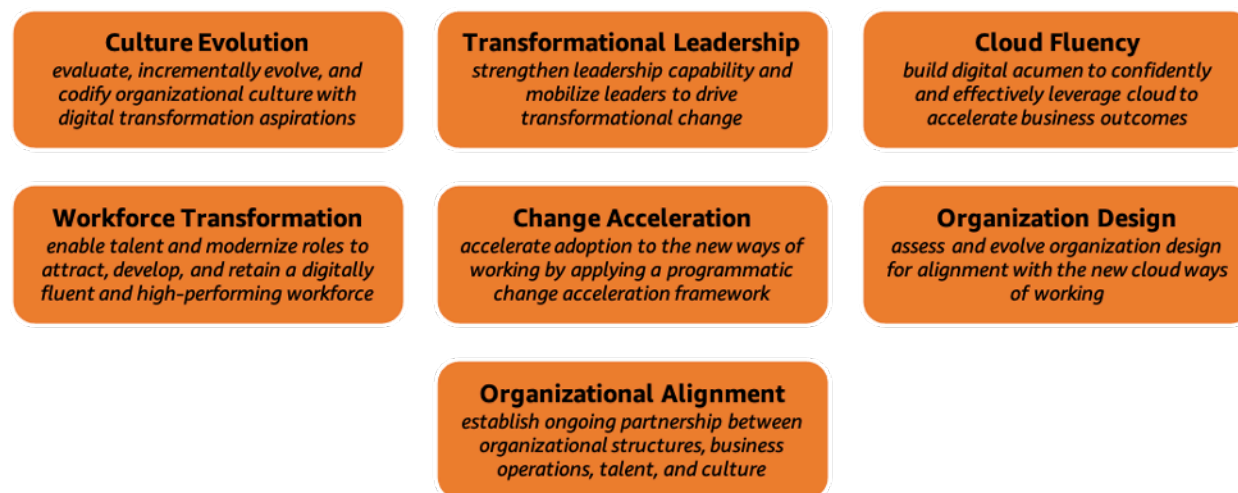 Culture Evolution
evaluate, incrementally evolve, and
codify organizational culture with
digital transformation aspirations
Transformational Leadership
strengthen leadership capability and
mobilize leaders to drive
transformational change
Cloud Fluency
build digital acumen to confidently
and effectively leverage cloud to
accelerate business outcomes
Workforce Transformation
enable talent and modernize roles to
attract, develop, and retain a digitally
fluent and high-performing workforce
Change Acceleration
accelerate adoption to the new ways of
working by applying a programmatic
change acceleration framework
Organization Design
assess and evolve organization design
for alignment with the new cloud ways
of working
Organizational Alignment
establish ongoing partnership between
organizational structures, business
operations, talent, and culture